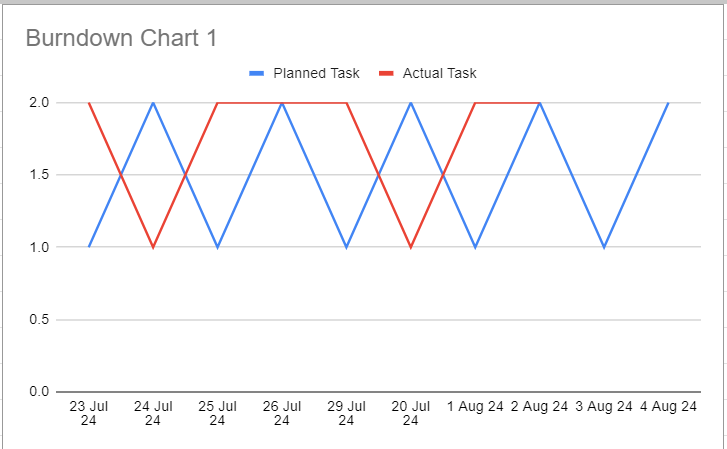 Burndown Chart 1
Planned Task Actual Task
2.0
1.5
1.0
0.5
0.0
23 Jul 24 Jul 25 Jul 26 Jul 29 Jul 20 Jul 1 Aug 24 2 Aug 24 3 Aug 24 4 Aug 24
24 24 24 24 24 24